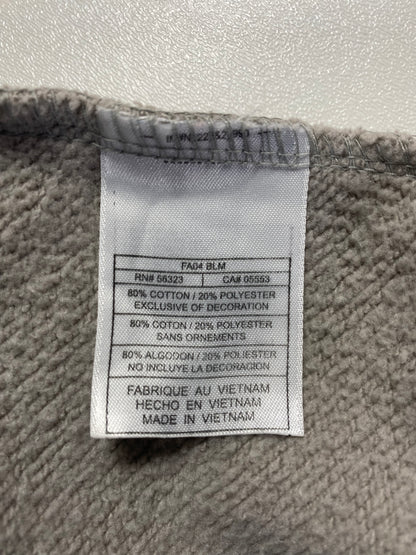 FA04 BLM
RN# 56323 CA# 05553
80% COTTON / 20% POLYESTER
EXCLUSIVE OF DECORATION
80% COTON / 20% POLYESTER
SANS ORNEMENTS
80% ALGODON / 20% POLIESTER
NO INCLUYE LA DECORACION
FABRIQUE AU VIETNAM
HECHO EN VIETNAM
MADE IN VIETNAM